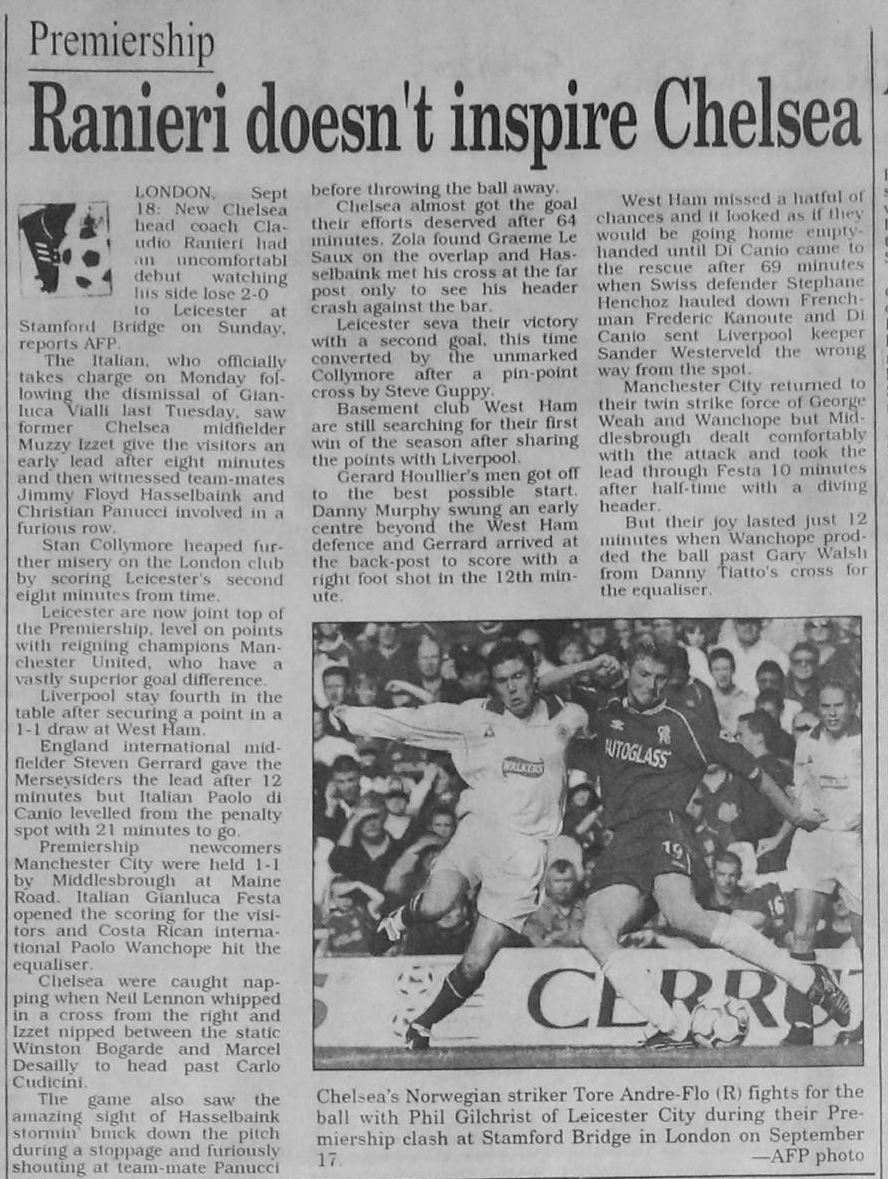 Premiership
Ranieri doesn't inspire Chelsea
LONDON, Sept
18: New Chelsea
head coach Cla-
udio Ranieri had
an uncomfortabl
debut watching
his side lose 2-0
to Leicester at
Stamford Bridge on Sunday,
reports AFP.
The Italian, who officially
takes charge on Monday fol-
lowing the dismissal of Gian-
luca Vialli last Tuesday, saw
former Chelsea midfielder
Muzzy Izzet give the visitors an
early lead after eight minutes
and then witnessed team-mates
Jimmy Floyd Hasselbaink and
Christian Panucci involved in a
furious row.
Stan Collymore heaped fur-
ther misery on the London club
by scoring Leicester's second
eight minutes from time.
Leicester are now joint top of
the Premiership, level on points
with reigning champions Man-
chester United, who have a
vastly superior goal difference.
Liverpool stay fourth in the
table after securing a point in a
1-1 draw at West Ham.
England international mid-
fielder Steven Gerrard gave the
Merseysiders the lead after 12
minutes but Italian Paolo di
Canio levelled from the penalty
spot with 21 minutes to go.
Premiership newcomers
Manchester City were held 1-1
by Middlesbrough at Maine
Road. Italian Gianluca Festa
opened the scoring for the visi-
tors and Costa Rican interna-
tional Paolo Wanchope hit the
equaliser.
Chelsea were caught nap-
ping when Neil Lennon whipped
in a cross from the right and
Izzet nipped between the static
Winston Bogarde and Marcel
Desailly to head past Carlo
Cudicini.
The game also saw the
amazing sight of Hasselbaink
stormin' back down the pitch
during a stoppage and furiously
shouting at team-mate Panucci
before throwing the ball away.
Chelsea almost got the goal
their efforts deserved after 64
minutes. Zola found Graeme Le
Saux on the overlap and Has-
selbaink met his cross at the far
post only to see his header
crash against the bar.
Leicester seva their victory
with a second goal, this time
converted by the unmarked
Collymore after a pin-point
cross by Steve Guppy.
Basement club West Ham
are still searching for their first
win of the season after sharing
the points with Liverpool.
Gerard Houllier's men got off
to the best possible start.
Danny Murphy swung an early
centre beyond the West Ham
defence and Gerrard arrived at
the back-post to score with a
right foot shot in the 12th min-
ute.
West Ham missed a hatful of
chances and it looked as if they
would be going home empty-
handed until Di Canio came to
the rescue after 69 minutes
when Swiss defender Stephane
Henchoz hauled down French-
man Frederic Kanoute and Di
Canio sent Liverpool keeper
Sander Westerveld the wrong
way from the spot.
Manchester City returned to
their twin strike force of George
Weah and Wanchope but Mid-
dlesbrough dealt comfortably
with the attack and took the
lead through Festa 10 minutes
after half-time with a diving
header.
But their joy lasted just 12
minutes when Wanchope prod-
ded the ball past Gary Walsh
from Danny Tiatto's cross for
the equaliser.
WALKERS
AUTOGLASS
19
CERRUT
Chelsea's Norwegian striker Tore Andre-Flo (R) fights for the
ball with Phil Gilchrist of Leicester City during their Pre-
miership clash at Stamford Bridge in London on September
17.
—AFP photo